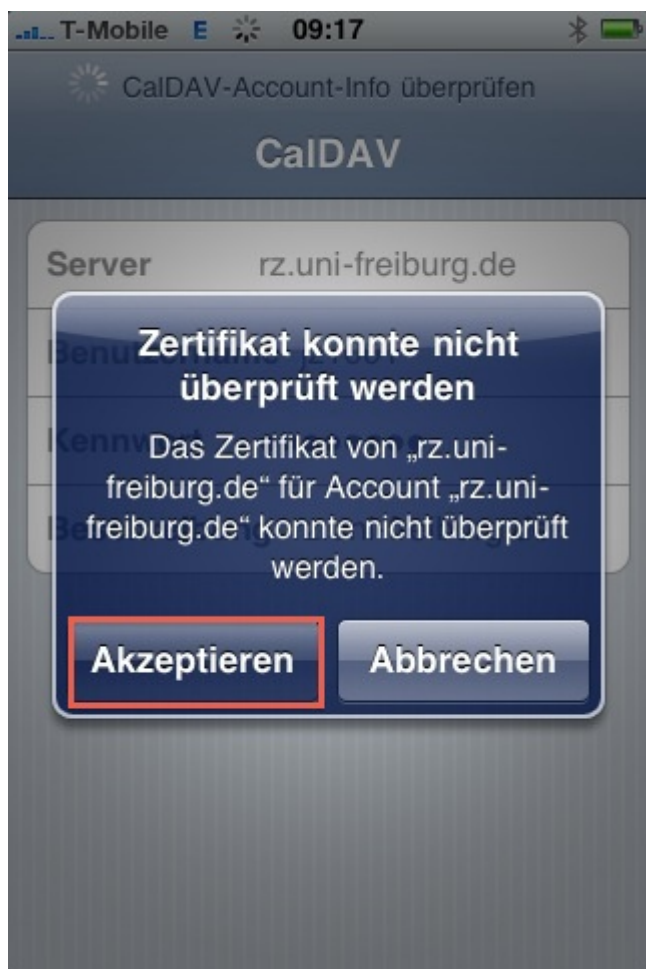 T-Mobile E 09:17
CalDAV-Account-Info überprüfen
CalDAV
Server rz.uni-freiburg.de
Zertifikat konnte nicht
überprüft werden
Das Zertifikat von „rz.uni-
freiburg.de“ für Account „rz.uni-
freiburg.de“ konnte nicht überprüft
werden.
Akzeptieren Abbrechen